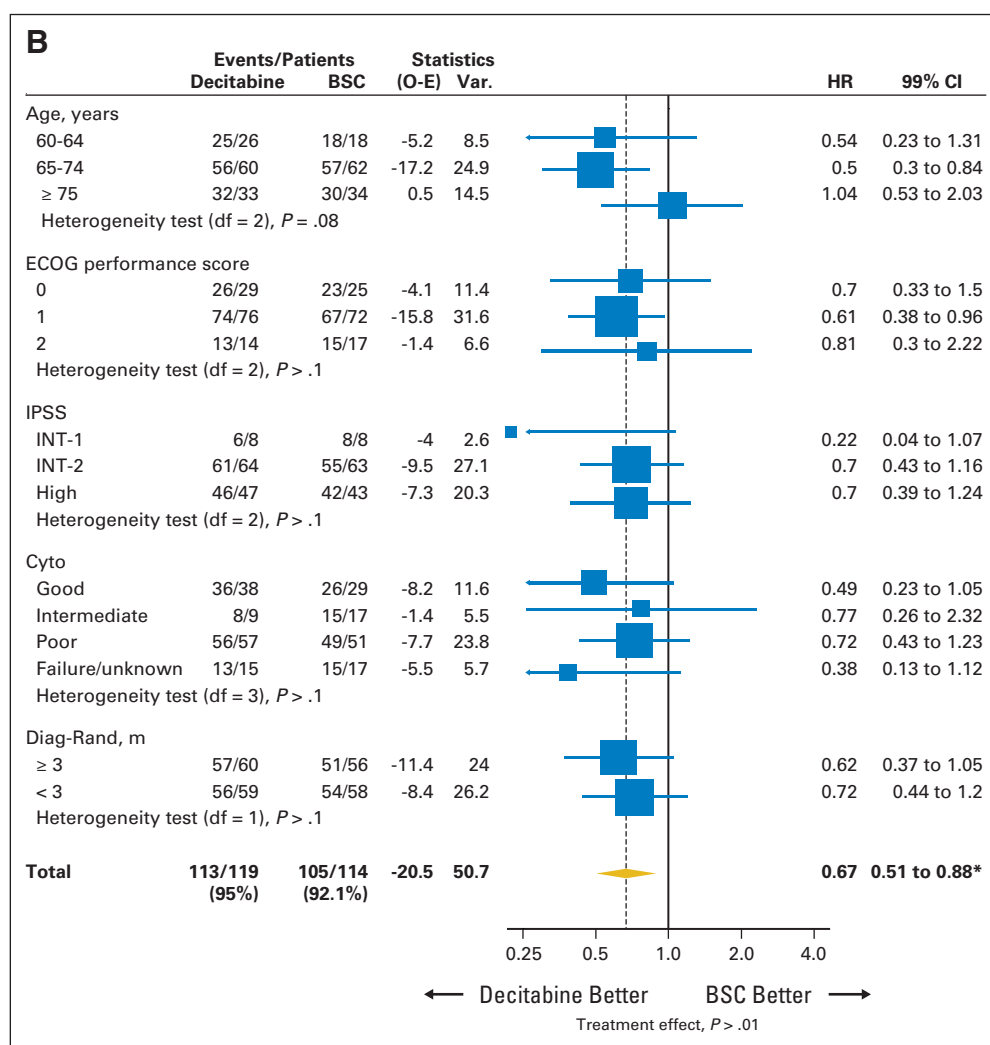 B
Events/Patients Statistics
Decitabine BSC (O-E) Var. HR 99% CI
Age, years
60-64 25/26 18/18 -5.2 8.5 0.54 0.23 to 1.31
65-74 56/60 57/62 -17.2 24.9 0.5 0.3 to 0.84
≥ 75 32/33 30/34 0.5 14.5 1.04 0.53 to 2.03
Heterogeneity test (df = 2), P = .08
ECOG performance score
0 26/29 23/25 -4.1 11.4 0.7 0.33 to 1.5
1 74/76 67/72 -15.8 31.6 0.61 0.38 to 0.96
2 13/14 15/17 -1.4 6.6 0.81 0.3 to 2.22
Heterogeneity test (df = 2), P > .1
IPSS
INT-1 6/8 8/8 -4 2.6 0.22 0.04 to 1.07
INT-2 61/64 55/63 -9.5 27.1 0.7 0.43 to 1.16
High 46/47 42/43 -7.3 20.3 0.7 0.39 to 1.24
Heterogeneity test (df = 2), P > .1
Cyto
Good 36/38 26/29 -8.2 11.6 0.49 0.23 to 1.05
Intermediate 8/9 15/17 -1.4 5.5 0.77 0.26 to 2.32
Poor 56/57 49/51 -7.7 23.8 0.72 0.43 to 1.23
Failure/unknown 13/15 15/17 -5.5 5.7 0.38 0.13 to 1.12
Heterogeneity test (df = 3), P > .1
Diag-Rand, m
≥ 3 57/60 51/56 -11.4 24 0.62 0.37 to 1.05
< 3 56/59 54/58 -8.4 26.2 0.72 0.44 to 1.2
Heterogeneity test (df = 1), P > .1
Total 113/119 105/114 -20.5 50.7 0.67 0.51 to 0.88*
(95%) (92.1%)
0.25 0.5 1.0 2.0 4.0
← Decitabine Better BSC Better →
Treatment effect, P > .01